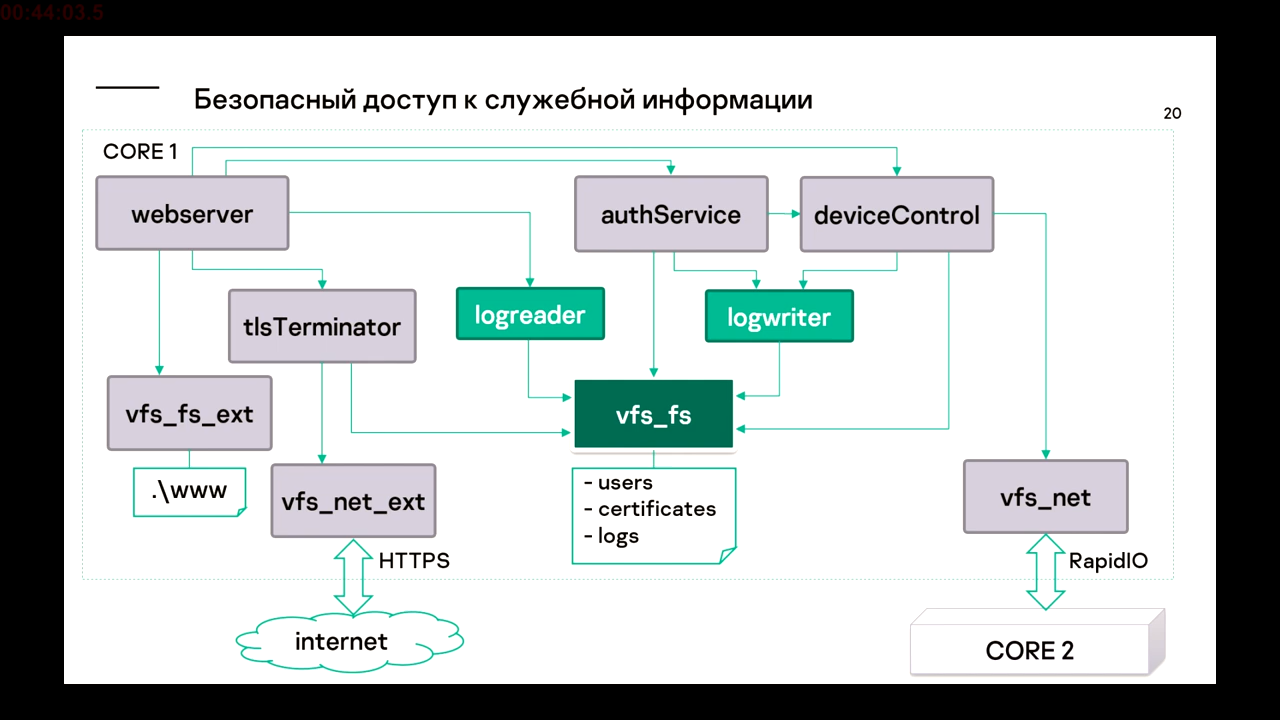 00:44:03.5
Безопасный доступ к служебной информации
20
CORE 1
webserver
authService
deviceControl
logreader
logwriter
tlsTerminator
vfs_fs_ext
vfs_fs
.\www
vfs_net_ext
- users
- certificates
- logs
vfs_net
HTTPS
RapidIO
internet
CORE 2